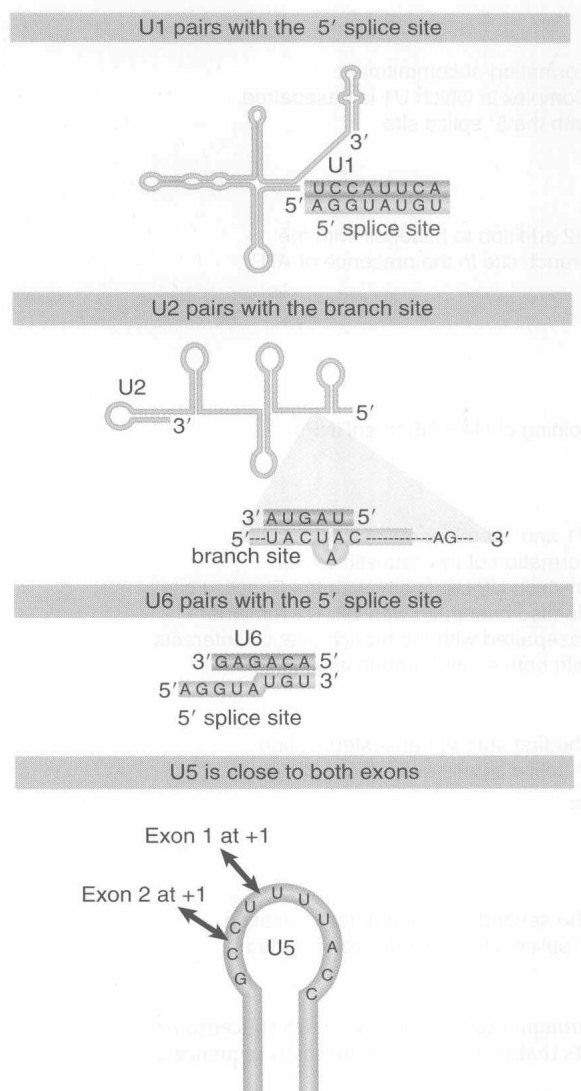 U1 pairs with the 5′ splice site
3′
U1
UCCAUUCA
5′ AGGUAUGU
5′ splice site
U2 pairs with the branch site
U2
3′
5′
3′ AUGAU 5′
5′ UACUAC AG 3′
branch site
A
U6 pairs with the 5′ splice site
U6
3′ GAGACA 5′
5′ AGGUA UGU 3′
5′ splice site
U5 is close to both exons
Exon 1 at +1
Exon 2 at +1
GCCUUUUACC
U5